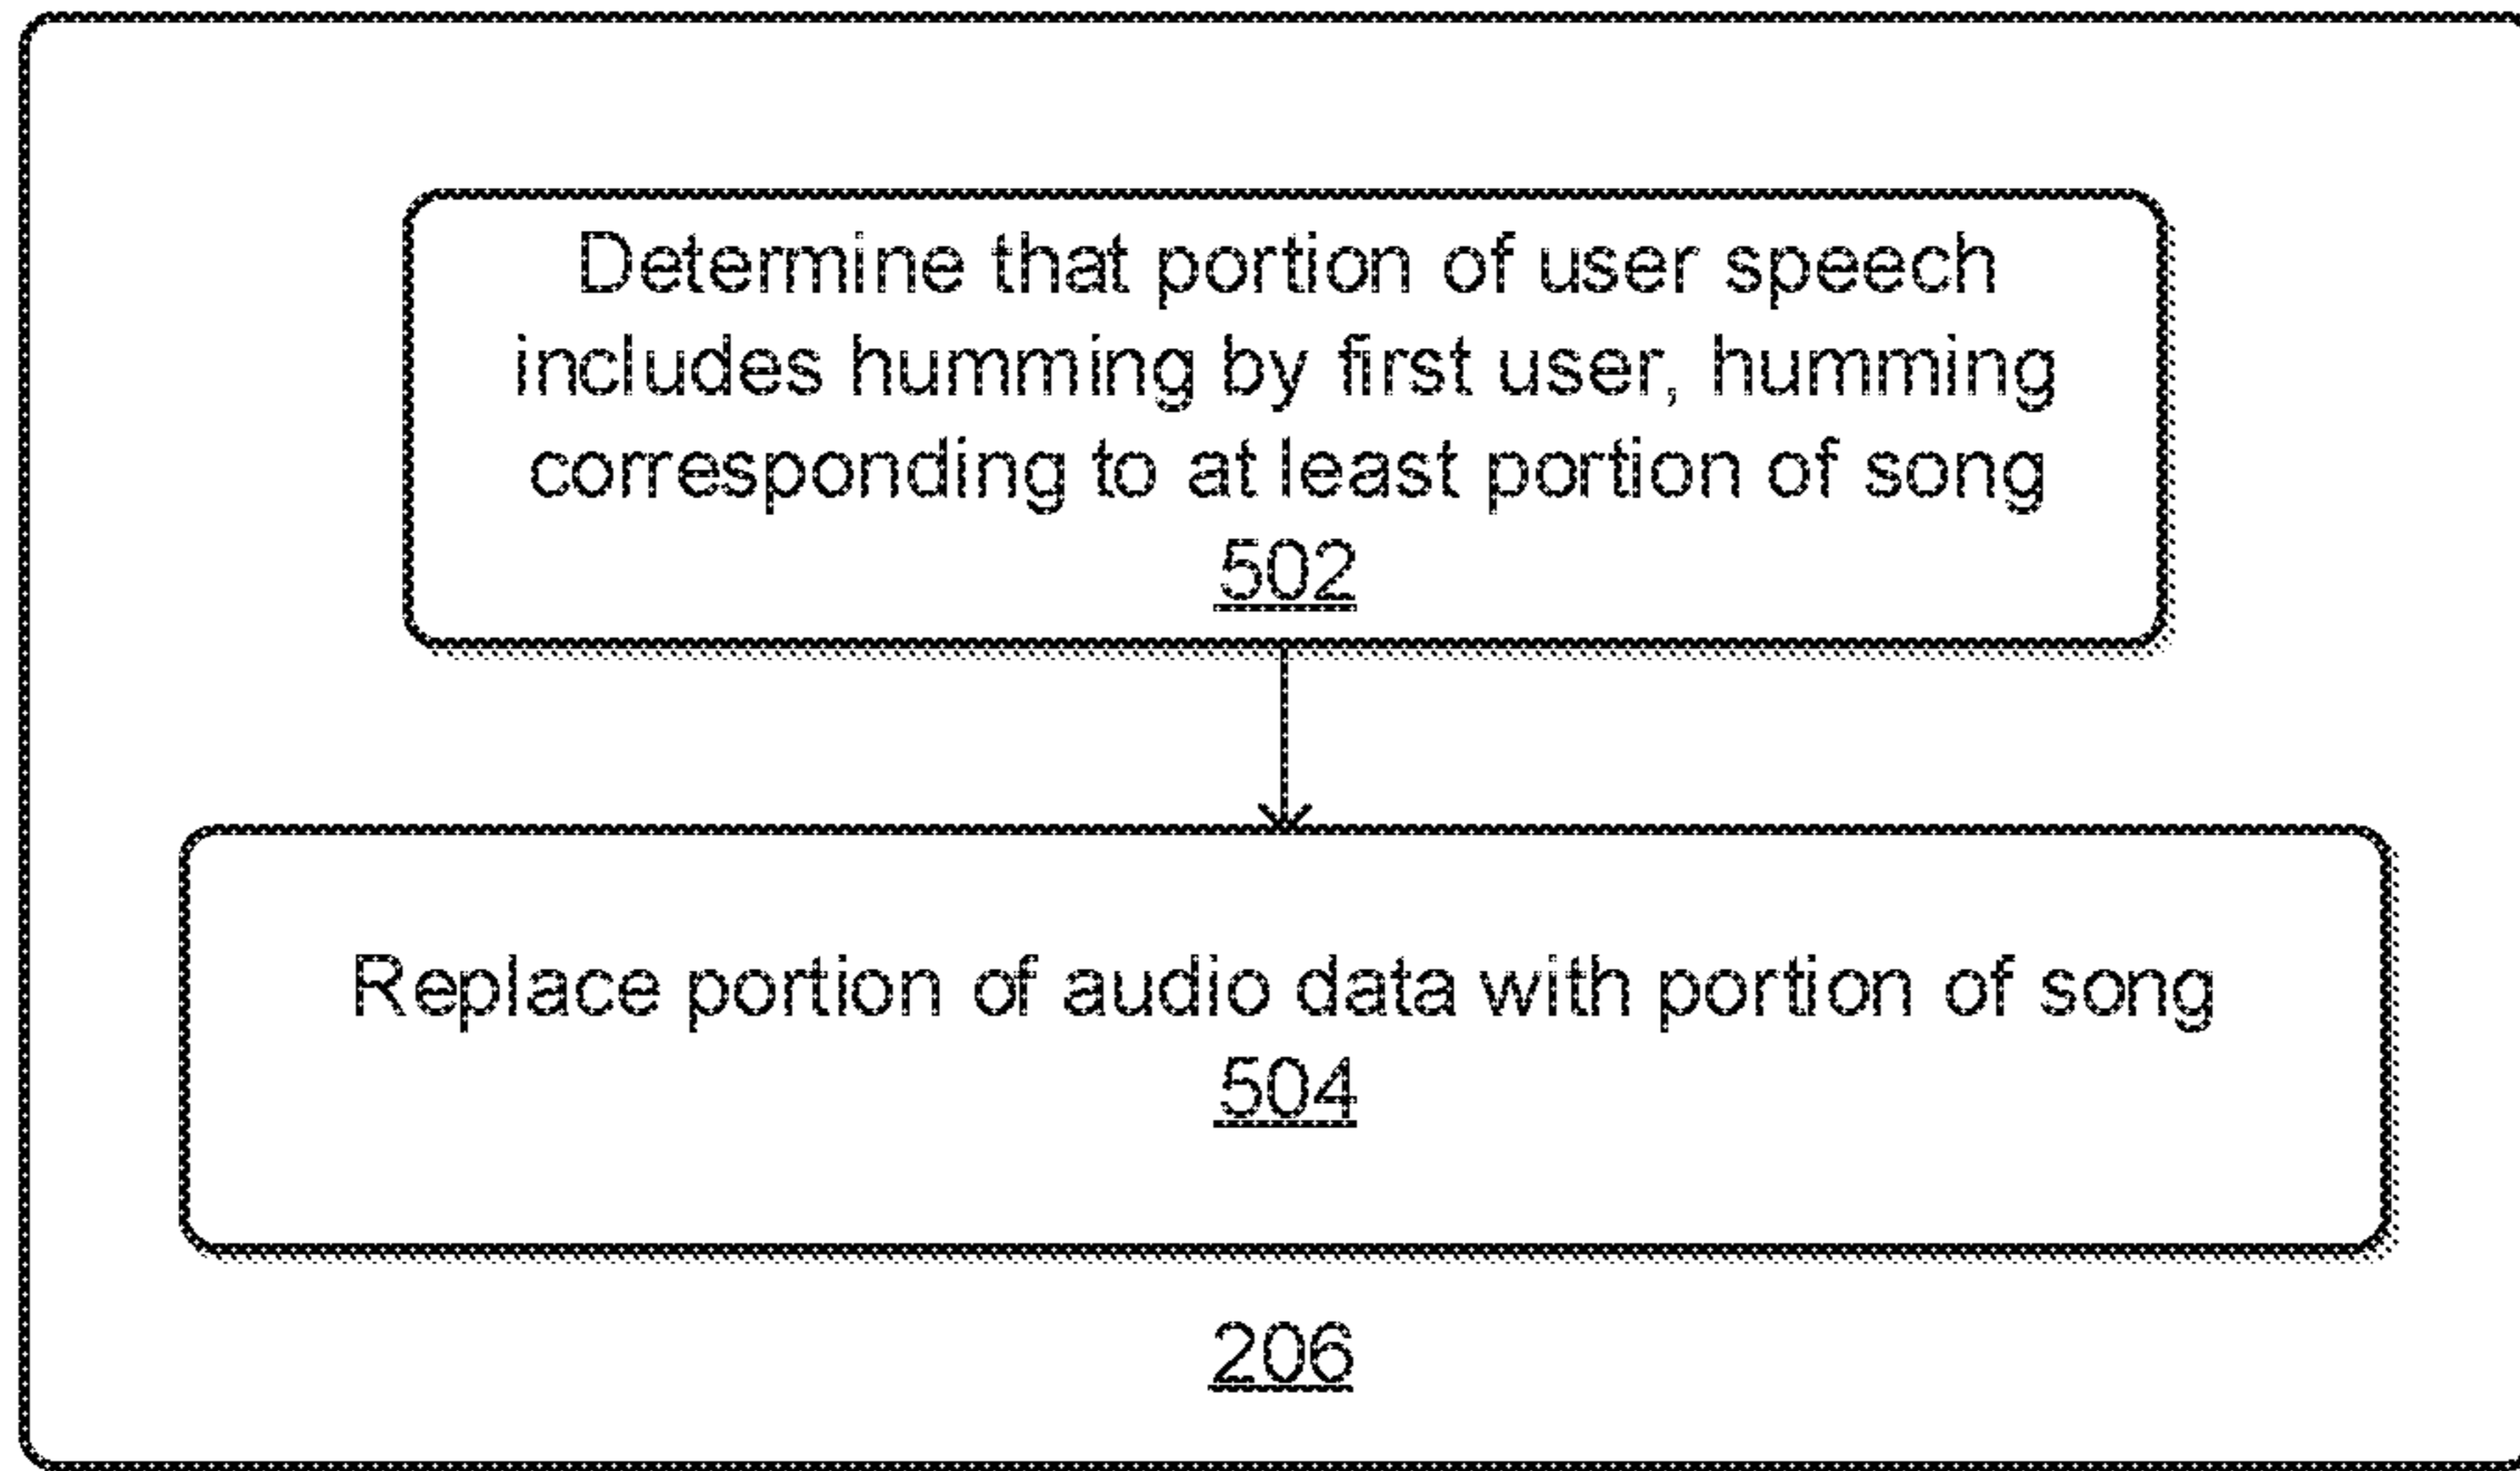 Determine that portion of user speech
includes humming by first user, humming
corresponding to at least portion of song
502
Replace portion of audio data with portion of song
504
206